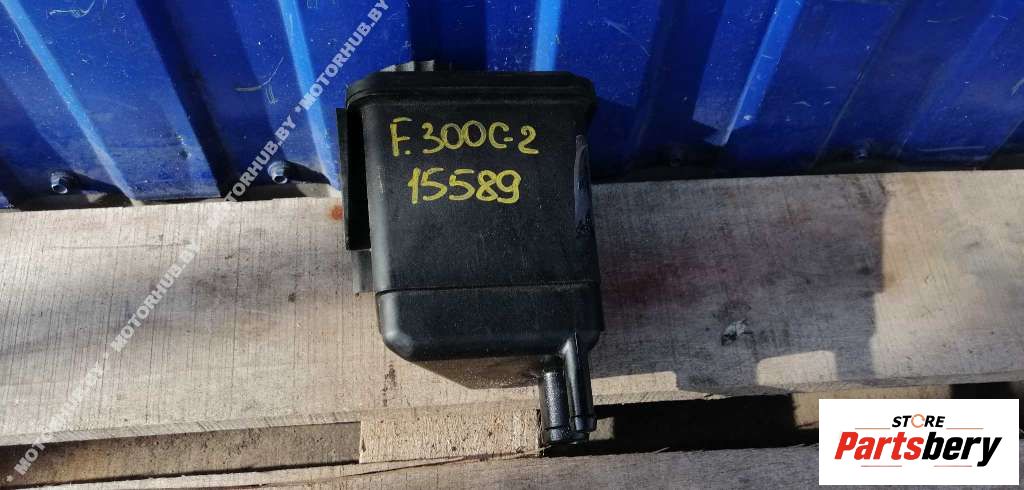 F.300C-2
15589
* MOTORHUB.BY * MOTORHUB.BY * MOTORHUB.BY * MOTORHUB.BY
STORE
Partsbery